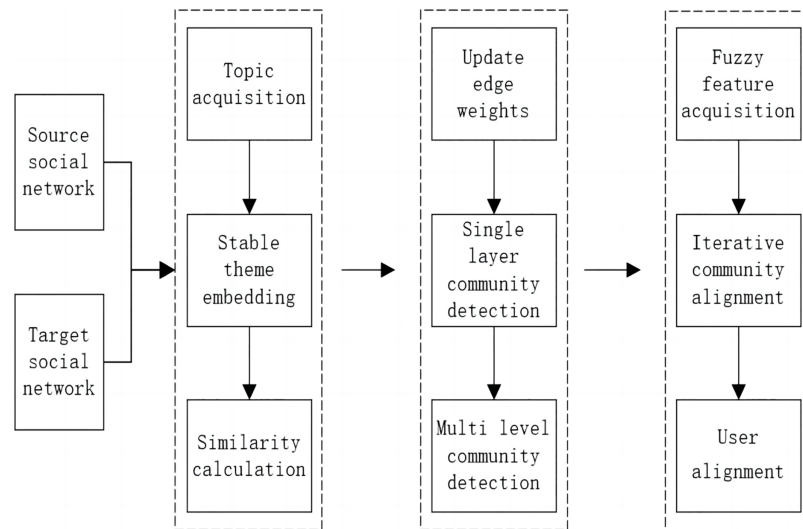 Source
social
network
Target
social
network
Topic
acquisition
Stable
theme
embedding
Similarity
calculation
Update
edge
weights
Single
layer
community
detection
Multi level
community
detection
Fuzzy
feature
acquisition
Iterative
community
alignment
User
alignment